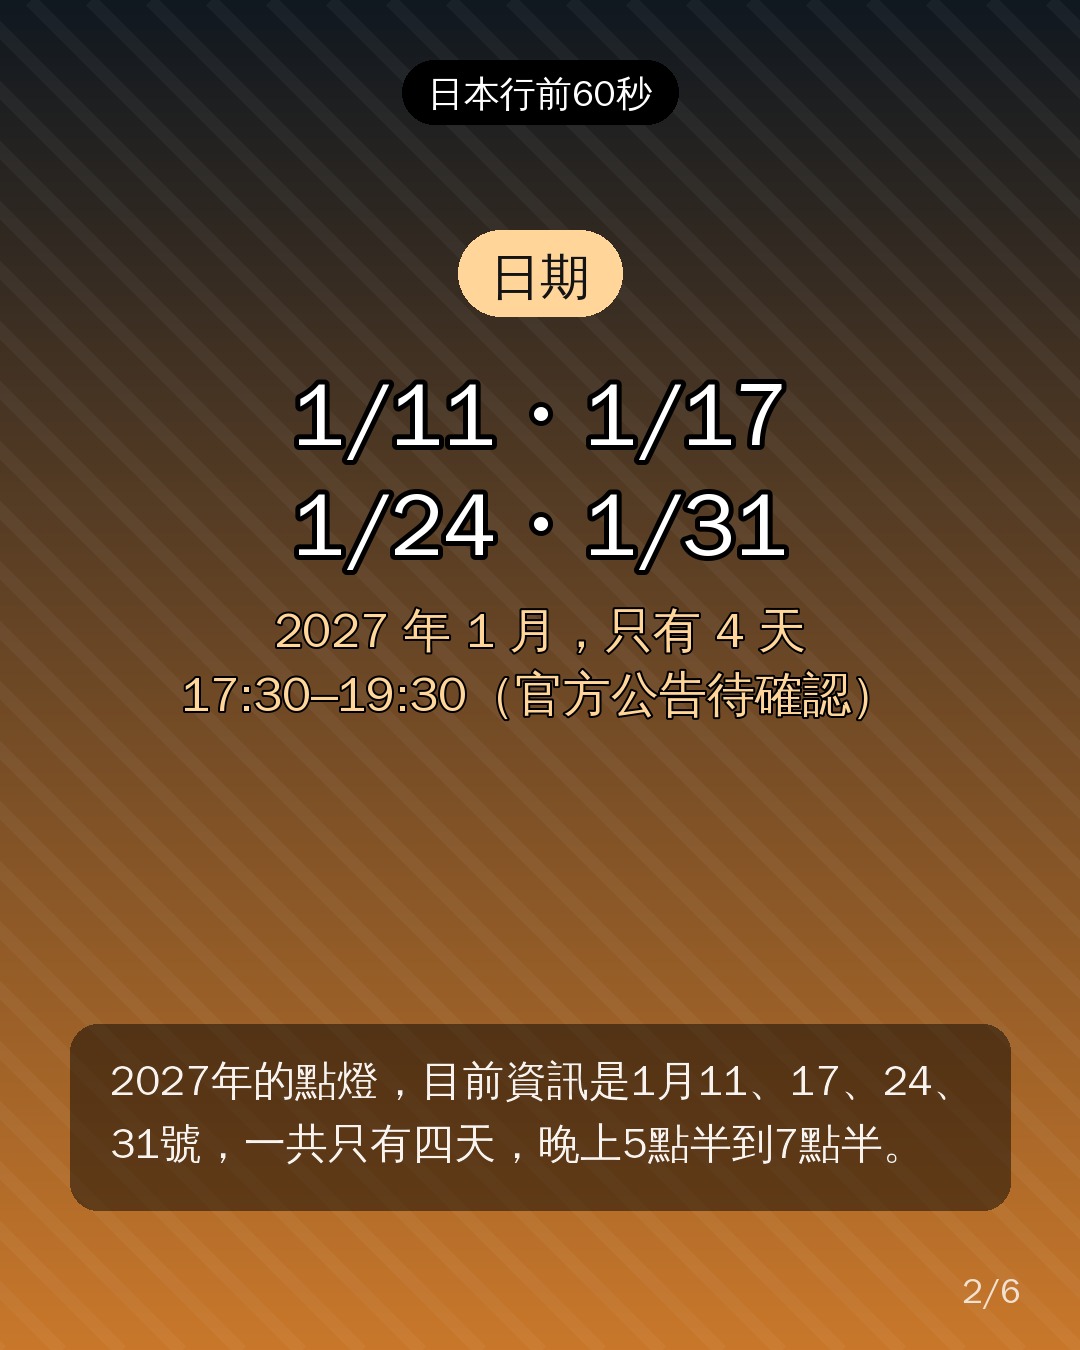 日本行前60秒
日期
1/11・1/17
1/24・1/31
2027 年 1 月，只有 4 天
17:30–19:30（官方公告待確認）
2027年的點燈，目前資訊是1月11、17、24、
31號，一共只有四天，晚上5點半到7點半。
2/6